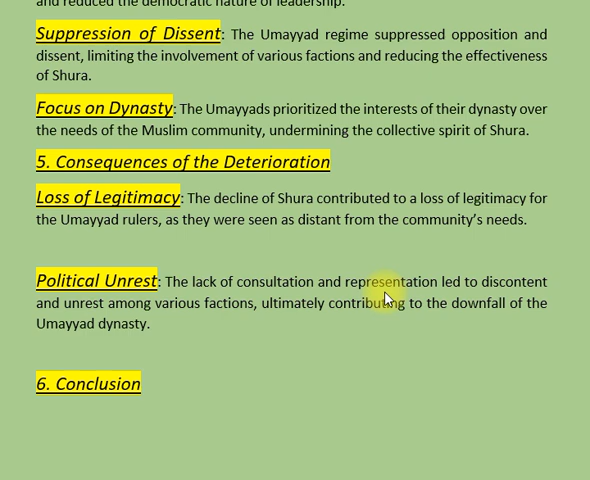 and reduced the democratic nature of leadership.
Suppression of Dissent: The Umayyad regime suppressed opposition and
dissent, limiting the involvement of various factions and reducing the effectiveness
of Shura.
Focus on Dynasty: The Umayyads prioritized the interests of their dynasty over
the needs of the Muslim community, undermining the collective spirit of Shura.
5. Consequences of the Deterioration
Loss of Legitimacy: The decline of Shura contributed to a loss of legitimacy for
the Umayyad rulers, as they were seen as distant from the community’s needs.
Political Unrest: The lack of consultation and representation led to discontent
and unrest among various factions, ultimately contributing to the downfall of the
Umayyad dynasty.
6. Conclusion